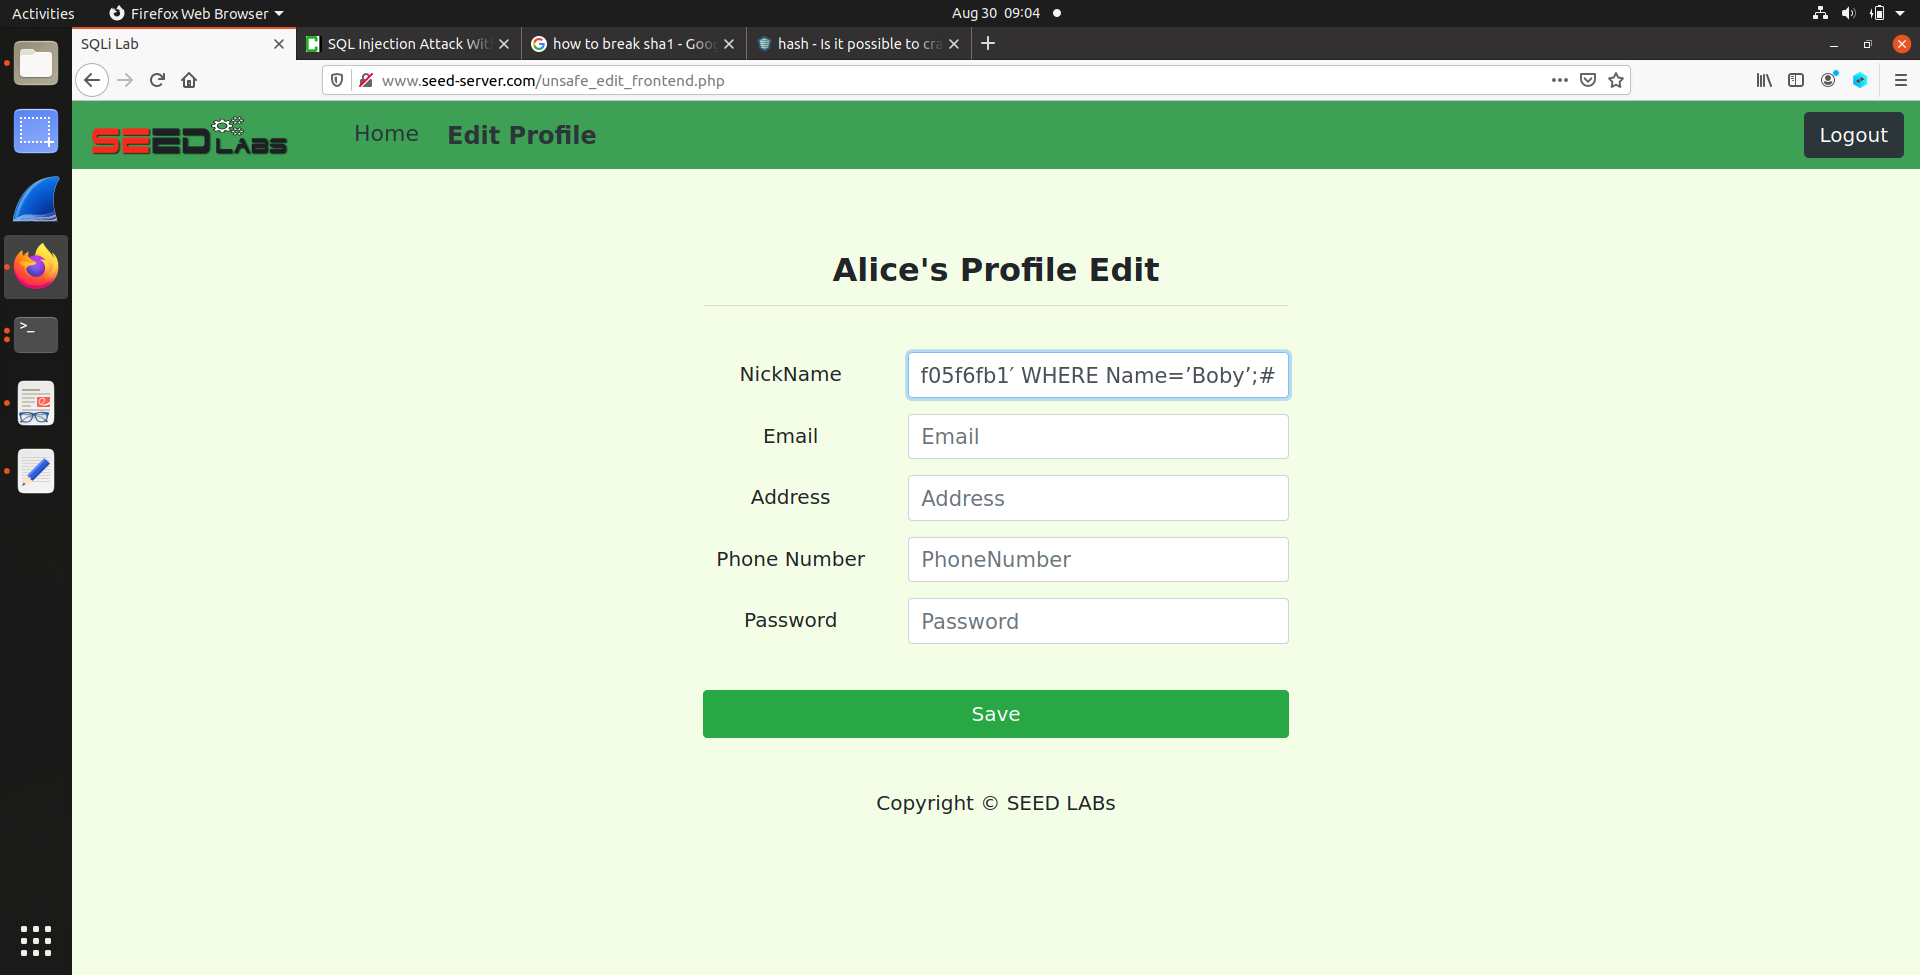 Activities Firefox Web Browser Aug 30 09:04
SQLi Lab SQL Injection Attack Wit how to break sha1 - Goo hash - Is it possible to cra
www.seed-server.com/unsafe_edit_frontend.php
SEED LABS Home Edit Profile Logout
Alice's Profile Edit
NickName f05f6fb1′ WHERE Name=’Boby’;#
Email Email
Address Address
Phone Number PhoneNumber
Password Password
Save
Copyright © SEED LABs